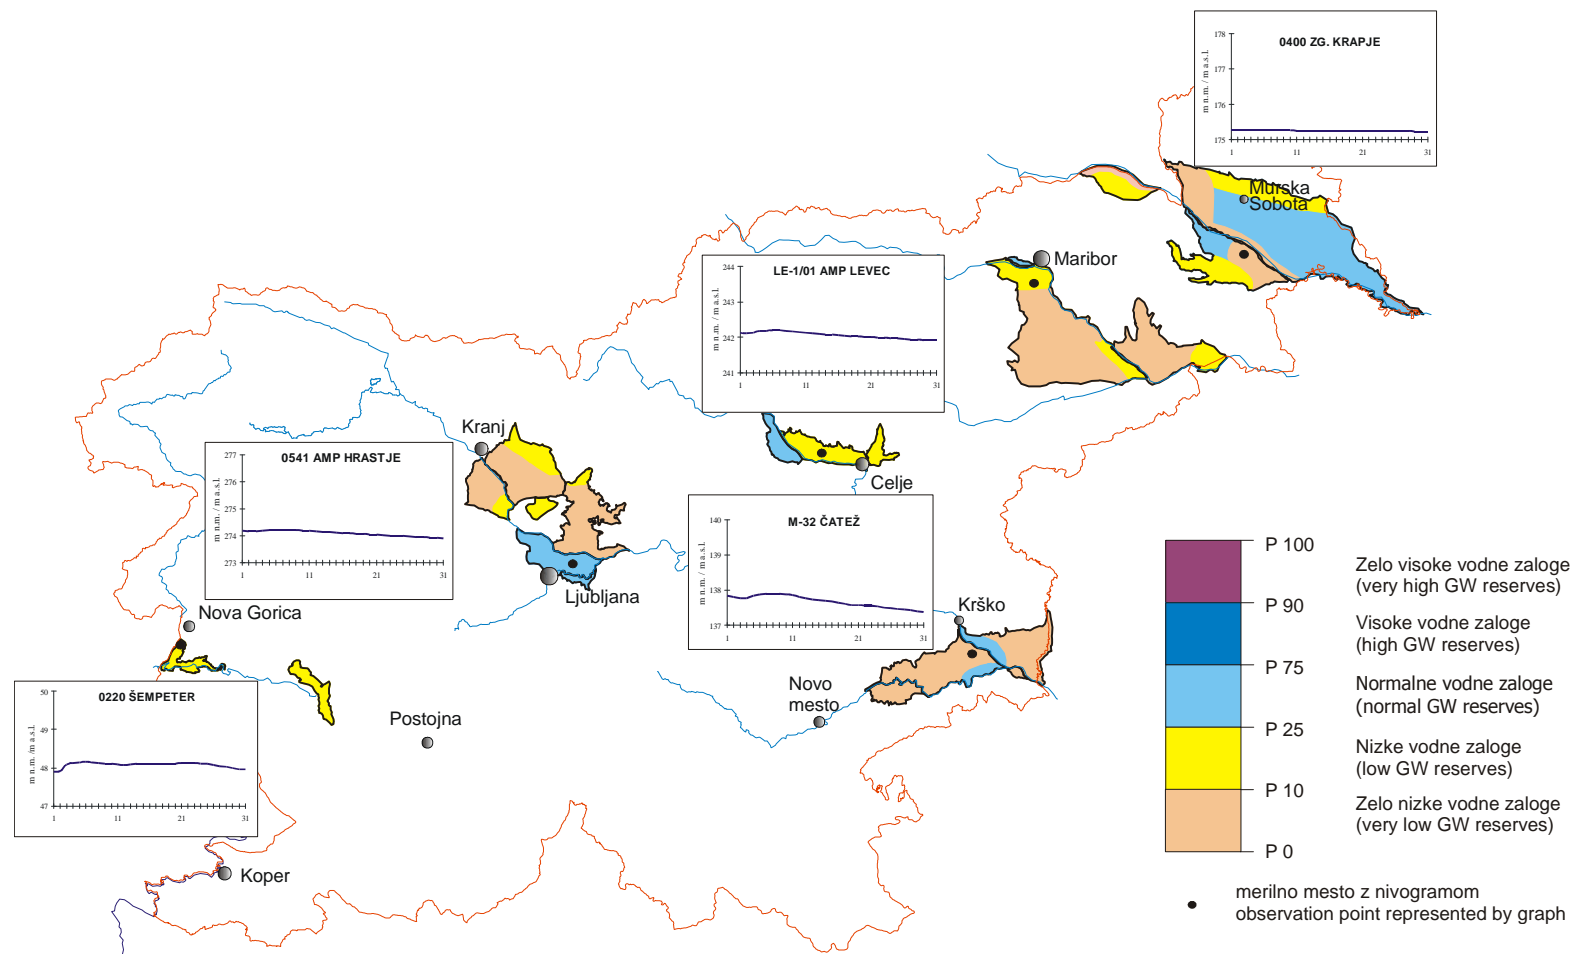 0400 ZG. KRAPJE
m n.m. / m a.s.l.
178
177
176
175
1
11
21
31
Murska
Sobota
Maribor
LE-1/01 AMP LEVEC
m n.m. / m a.s.l.
244
243
242
241
1
11
21
31
Kranj
0541 AMP HRASTJE
m n.m. / m a.s.l.
277
276
275
274
273
1
11
21
31
Celje
M-32 ČATEŽ
m n.m. / m a.s.l.
140
139
138
137
1
11
21
31
Ljubljana
Nova Gorica
Krško
Novo
mesto
Postojna
0220 ŠEMPETER
m n.m. /m a.s.l.
50
49
48
47
1
11
21
31
Koper
P 100
Zelo visoke vodne zaloge
(very high GW reserves)
P 90
Visoke vodne zaloge
(high GW reserves)
P 75
Normalne vodne zaloge
(normal GW reserves)
P 25
Nizke vodne zaloge
(low GW reserves)
P 10
Zelo nizke vodne zaloge
(very low GW reserves)
P 0
merilno mesto z nivogramom
observation point represented by graph